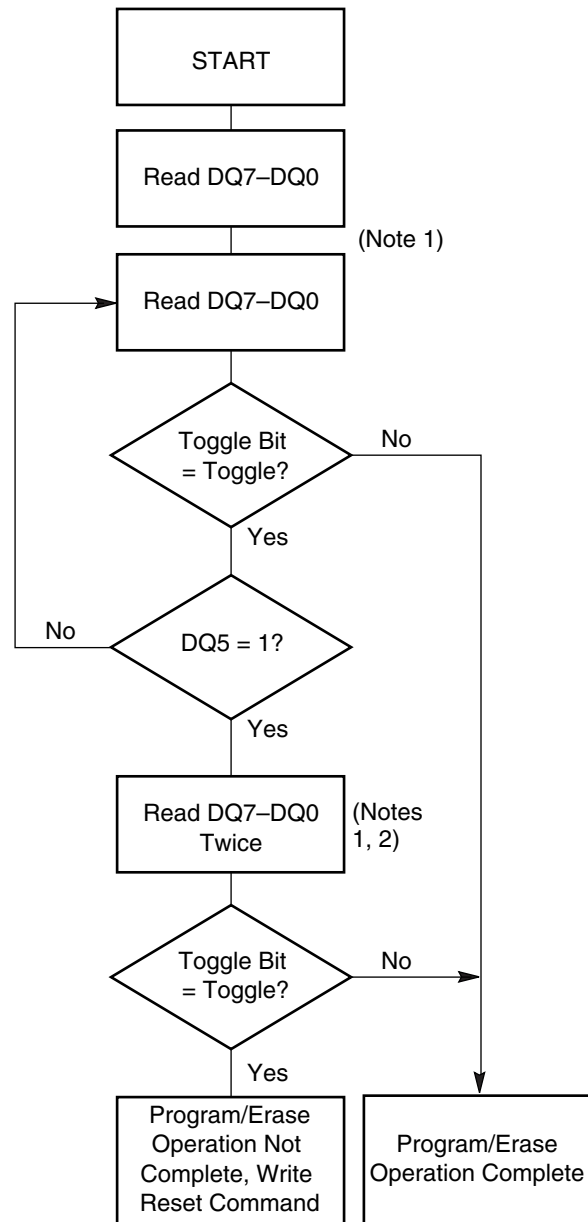 START
Read DQ7–DQ0
(Note 1)
Read DQ7–DQ0
Toggle Bit
= Toggle?
No
Yes
DQ5 = 1?
No
Yes
Read DQ7–DQ0
Twice
(Notes
1, 2)
Toggle Bit
= Toggle?
No
Yes
Program/Erase
Operation Not
Complete, Write
Reset Command
Program/Erase
Operation Complete